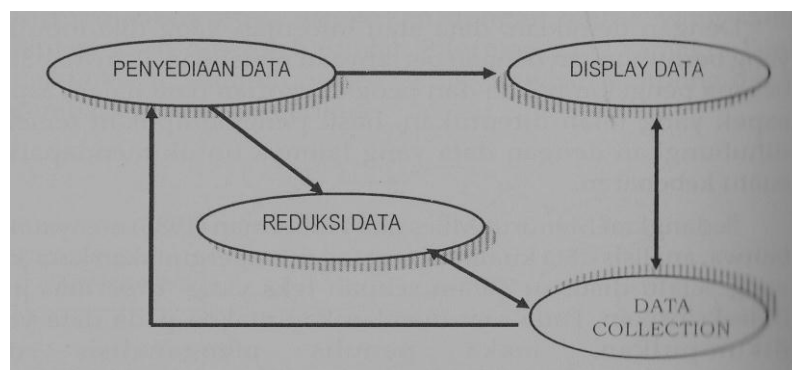 PENYEDIAAN DATA
DISPLAY DATA
REDUKSI DATA
DATA
COLLECTION